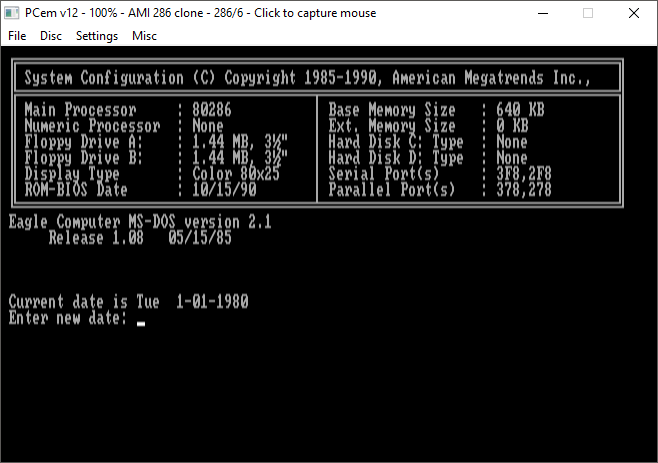 PCem v12 - 100% - AMI 286 clone - 286/6 - Click to capture mouse
File Disc Settings Misc
System Configuration (C) Copyright 1985-1990, American Megatrends Inc.,
Main Processor : 80286 Base Memory Size : 640 KB
Numeric Processor : None Ext. Memory Size : 0 KB
Floppy Drive A: : 1.44 MB, 3½" Hard Disk C: Type : None
Floppy Drive B: : 1.44 MB, 3½" Hard Disk D: Type : None
Display Type : Color 80x25 Serial Port(s) : 3F8,2F8
ROM-BIOS Date : 10/15/90 Parallel Port(s) : 378,278
Eagle Computer MS-DOS version 2.1
Release 1.08 05/15/85
Current date is Tue 1-01-1980
Enter new date: